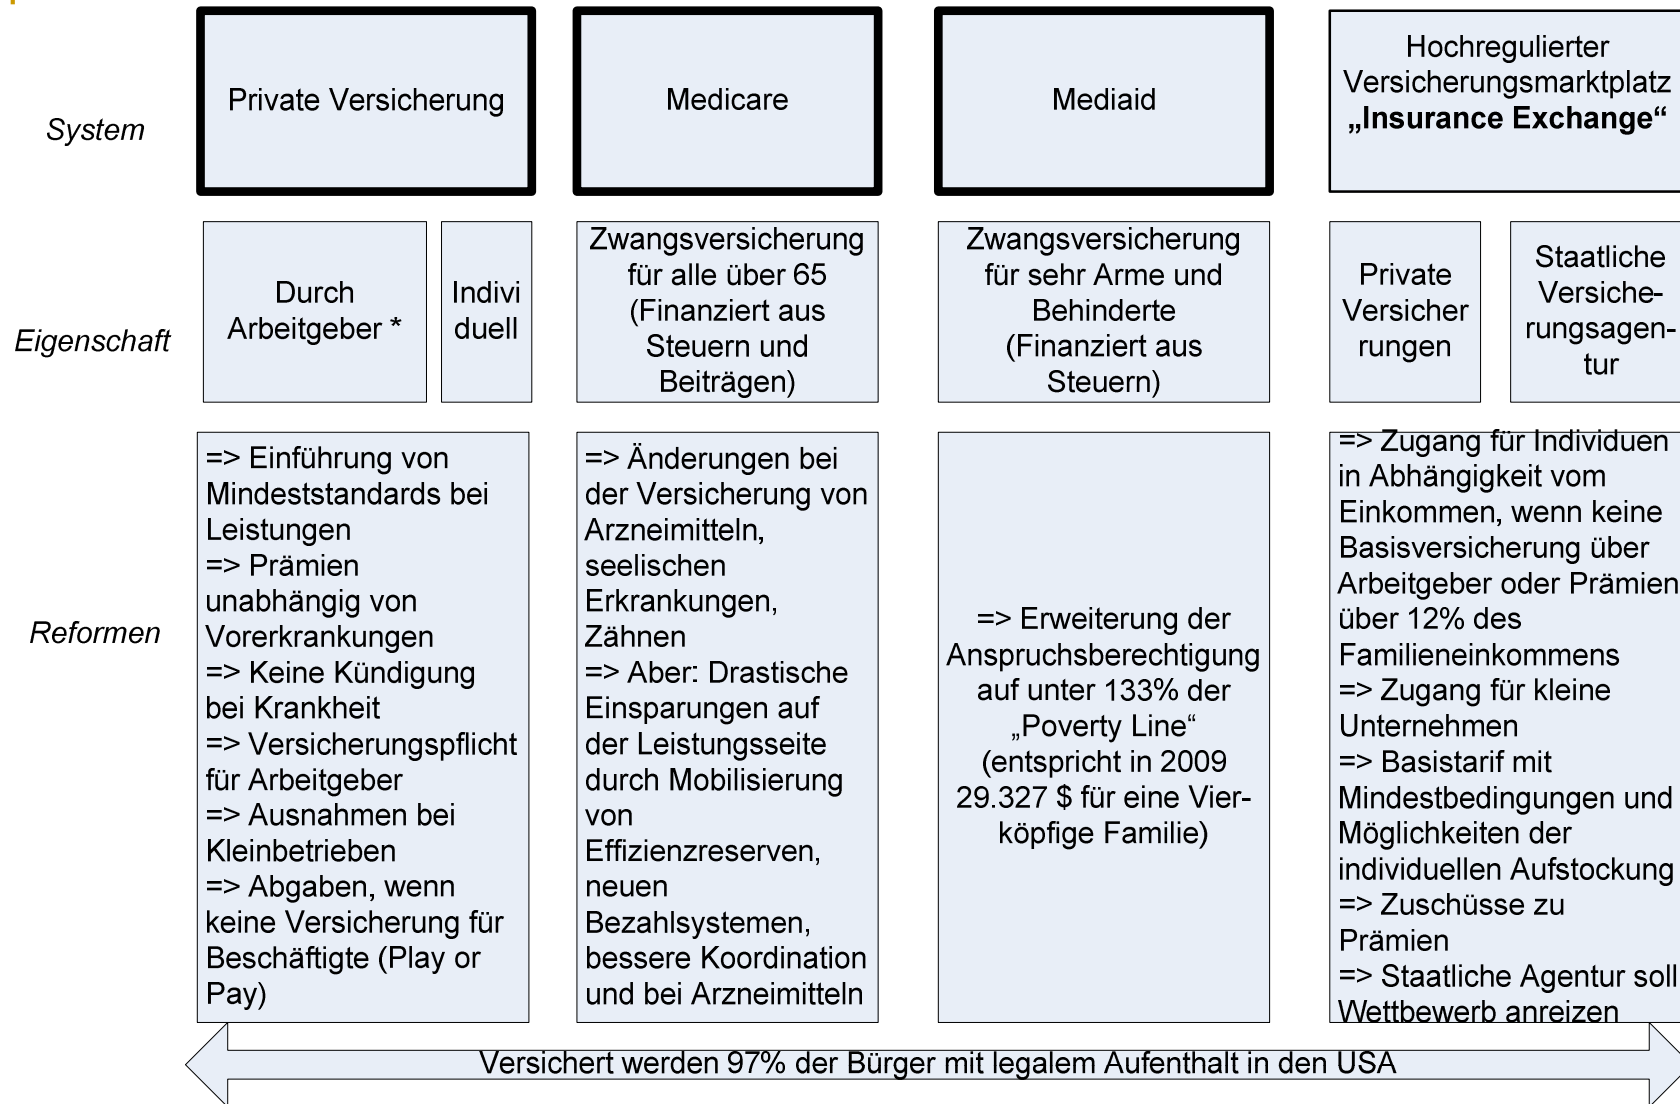 System
Private Versicherung
Medicare
Mediaid
Hochregulierter
Versicherungsmarktplatz
„Insurance Exchange“
Eigenschaft
Durch
Arbeitgeber *
Indivi
duell
Zwangsversicherung
für alle über 65
(Finanziert aus
Steuern und
Beiträgen)
Zwangsversicherung
für sehr Arme und
Behinderte
(Finanziert aus
Steuern)
Private
Versicher
rungen
Staatliche
Versiche-
rungsagen-
tur
Reformen
=> Einführung von
Mindeststandards bei
Leistungen
=> Prämien
unabhängig von
Vorerkrankungen
=> Keine Kündigung
bei Krankheit
=> Versicherungspflicht
für Arbeitgeber
=> Ausnahmen bei
Kleinbetrieben
=> Abgaben, wenn
keine Versicherung für
Beschäftigte (Play or
Pay)
=> Änderungen bei
der Versicherung von
Arzneimitteln,
seelischen
Erkrankungen,
Zähnen
=> Aber: Drastische
Einsparungen auf
der Leistungsseite
durch Mobilisierung
von
Effizienzreserven,
neuen
Bezahlsystemen,
bessere Koordination
und bei Arzneimitteln
=> Erweiterung der
Anspruchsberechtigung
auf unter 133% der
„Poverty Line“
(entspricht in 2009
29.327 $ für eine Vier-
köpfige Familie)
=> Zugang für Individuen
in Abhängigkeit vom
Einkommen, wenn keine
Basisversicherung über
Arbeitgeber oder Prämien
über 12% des
Familieneinkommens
=> Zugang für kleine
Unternehmen
=> Basistarif mit
Mindestbedingungen und
Möglichkeiten der
individuellen Aufstockung
=> Zuschüsse zu
Prämien
=> Staatliche Agentur soll
Wettbewerb anreizen
Versichert werden 97% der Bürger mit legalem Aufenthalt in den USA